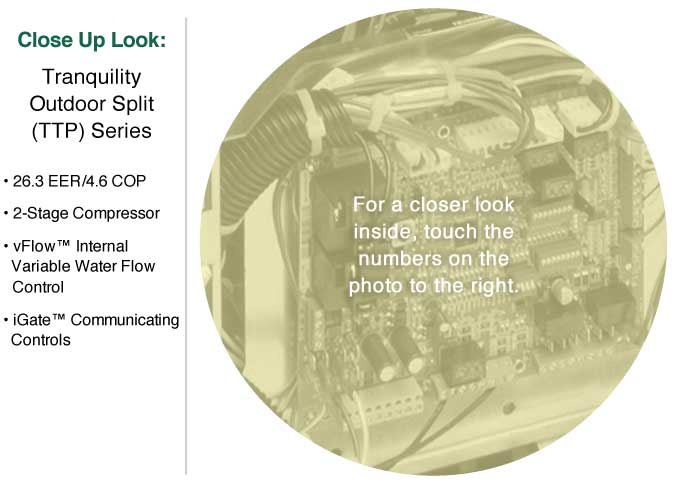 Close Up Look:
Tranquility
Outdoor Split
(TTP) Series
• 26.3 EER/4.6 COP
• 2-Stage Compressor
• vFlow™ Internal
Variable Water Flow
Control
• iGate™ Communicating
Controls
For a closer look
inside, touch the
numbers on the
photo to the right.